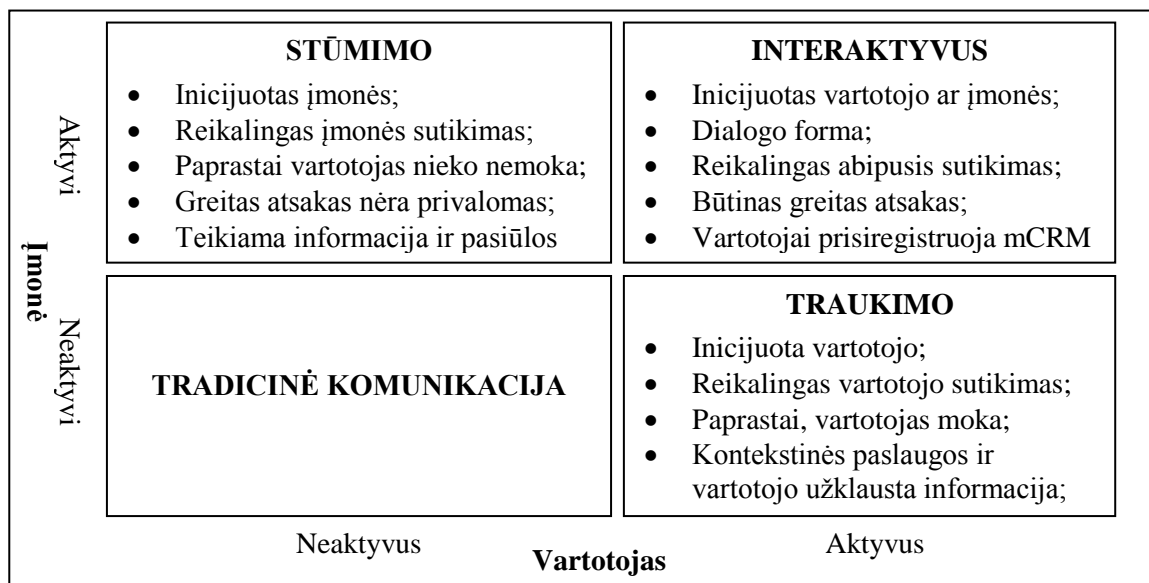 STŪMIMO
• Inicijuotas įmonės;
• Reikalingas įmonės sutikimas;
• Paprastai vartotojas nieko nemoka;
• Greitas atsakas nėra privalomas;
• Teikiama informacija ir pasiūlos
INTERAKTYVUS
• Inicijuotas vartotojo ar įmonės;
• Dialogo forma;
• Reikalingas abipusis sutikimas;
• Būtinas greitas atsakas;
• Vartotojai prisiregistruoja mCRM
Aktyvi
Įmonė
Neaktyvi
TRADICINĖ KOMUNIKACIJA
TRAUKIMO
• Inicijuota vartotojo;
• Reikalingas vartotojo sutikimas;
• Paprastai, vartotojas moka;
• Kontekstinės paslaugos ir
vartotojo užklausta informacija;
Neaktyvus
Vartotojas
Aktyvus